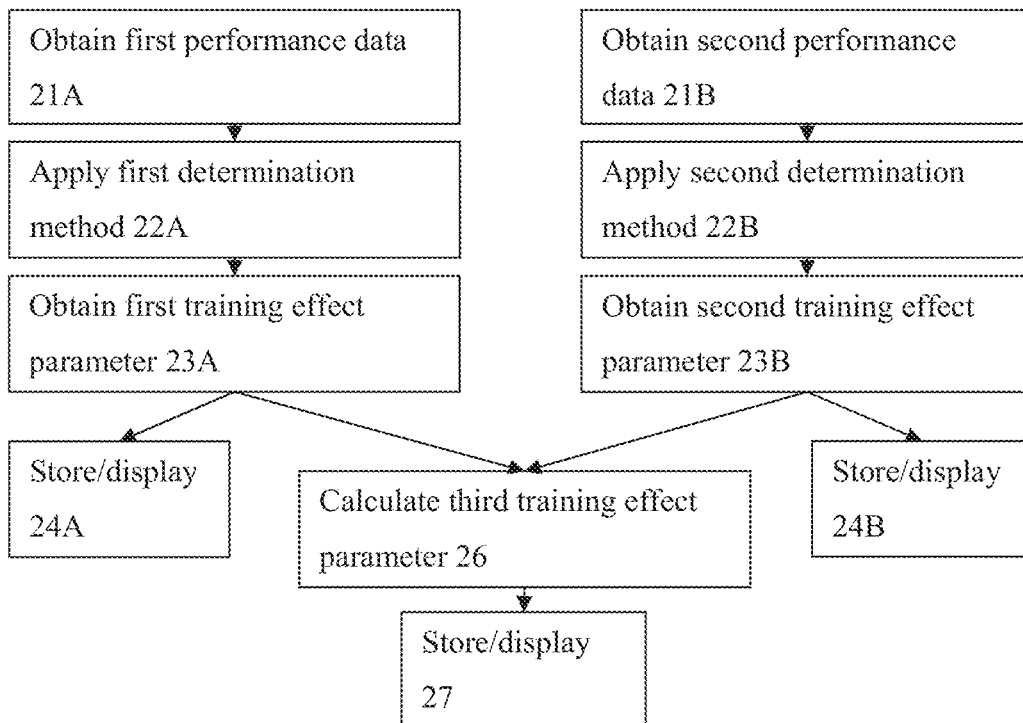 Obtain first performance data
21A
Obtain second performance
data 21B
Apply first determination
method 22A
Apply second determination
method 22B
Obtain first training effect
parameter 23A
Obtain second training effect
parameter 23B
Store/display
24A
Calculate third training effect
parameter 26
Store/display
24B
Store/display
27